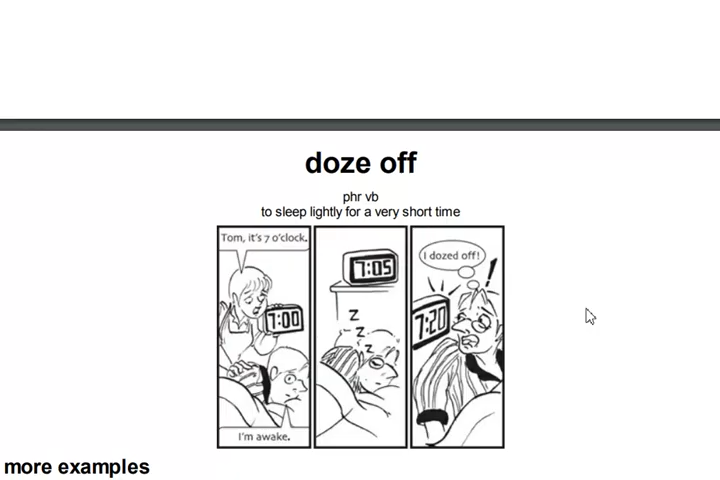 doze off
phr vb
to sleep lightly for a very short time
Tom, it's 7 o'clock.
7:00
I'm awake.
7:05
z
z
z
I dozed off!
!
7:20
more examples